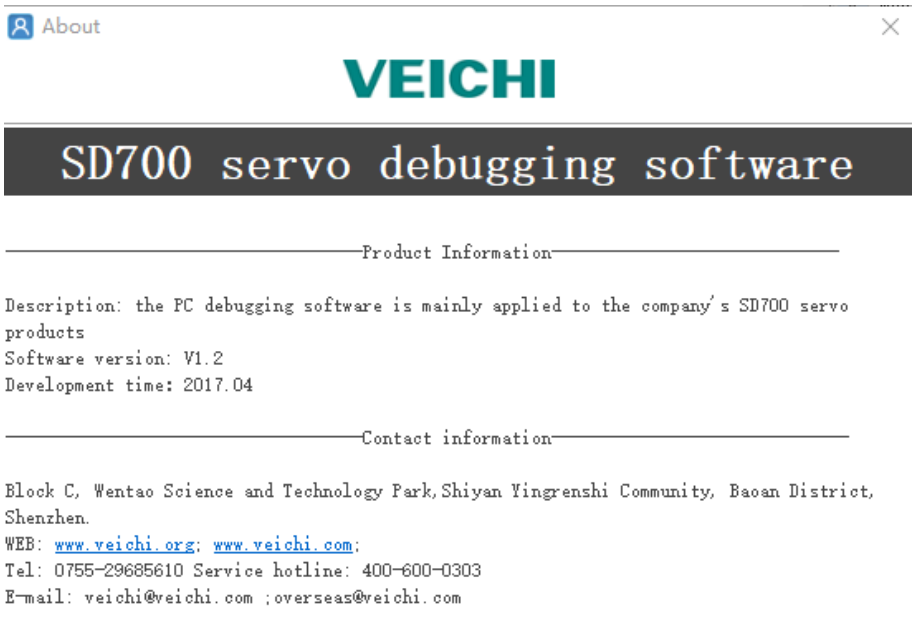 About
VEICHI
SD700 servo debugging software
Product Information
Description: the PC debugging software is mainly applied to the company's SD700 servo
products
Software version: V1.2
Development time: 2017.04
Contact information
Block C, Wentao Science and Technology Park,Shiyan Yingrenshi Community, Baoan District,
Shenzhen.
WEB: www.veichi.org; www.veichi.com;
Tel: 0755-29685610 Service hotline: 400-600-0303
E-mail: veichi@veichi.com ;overseas@veichi.com